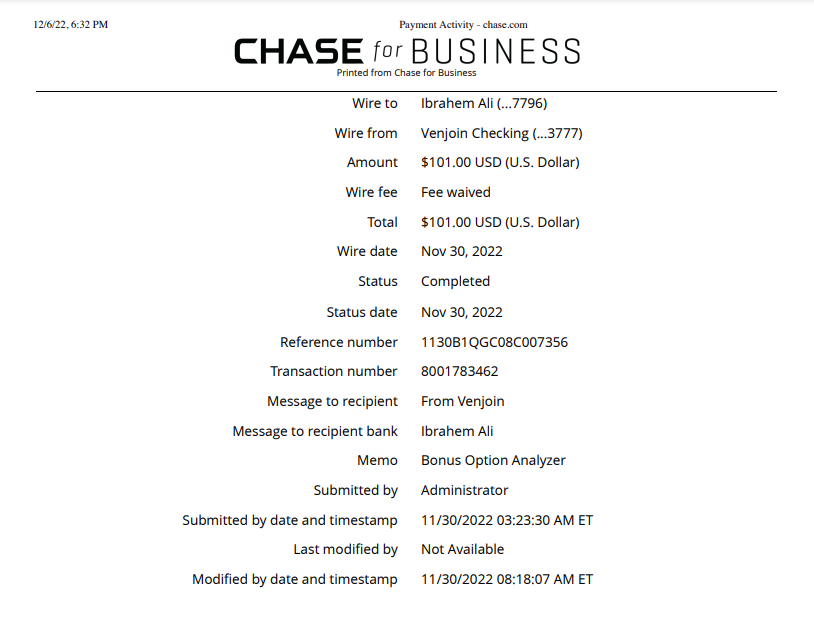 12/6/22, 6:32 PM Payment Activity - chase.com
CHASE for BUSINESS
Printed from Chase for Business
Wire to Ibrahem Ali (...7796)
Wire from Venjoin Checking (...3777)
Amount $101.00 USD (U.S. Dollar)
Wire fee Fee waived
Total $101.00 USD (U.S. Dollar)
Wire date Nov 30, 2022
Status Completed
Status date Nov 30, 2022
Reference number 1130B1QGC08C007356
Transaction number 8001783462
Message to recipient From Venjoin
Message to recipient bank Ibrahem Ali
Memo Bonus Option Analyzer
Submitted by Administrator
Submitted by date and timestamp 11/30/2022 03:23:30 AM ET
Last modified by Not Available
Modified by date and timestamp 11/30/2022 08:18:07 AM ET